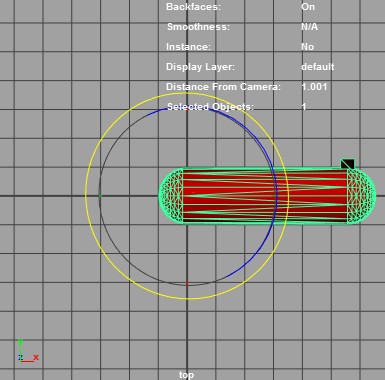 Backfaces: On
Smoothness: N/A
Instance: No
Display Layer: default
Distance From Camera: 1.001
Selected Objects: 1
z x
top